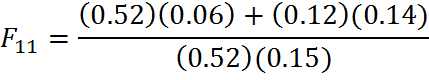 F₁₁ = ((0.52)(0.06) + (0.12)(0.14)) / ((0.52)(0.15))